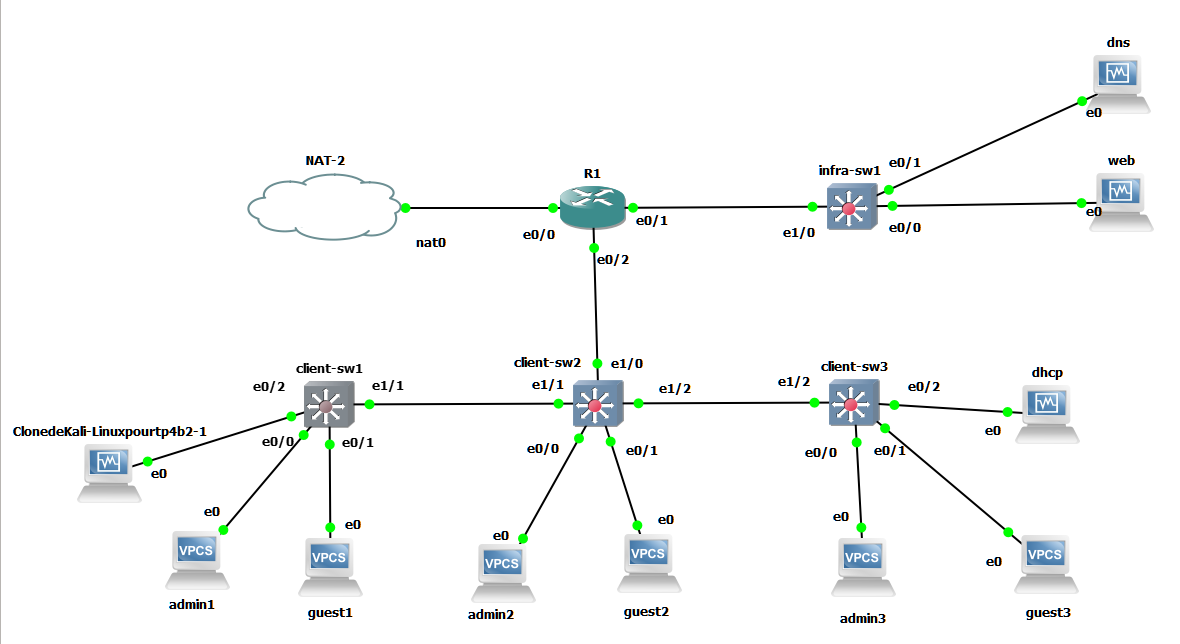 dns
e0
NAT-2
R1
infra-sw1
e0/1
web
e0
nat0
e0/0
e0/1
e1/0
e0/0
e0/2
client-sw1
client-sw2
e1/0
client-sw3
dhcp
e0/2
e1/1
e1/1
e1/2
e1/2
e0/2
e0
ClonedeKali-Linuxpourtp4b2-1
e0
e0/0
e0/1
e0/0
e0/1
e0/0
e0/1
e0
e0
e0
e0
e0
e0
VPCS
VPCS
VPCS
VPCS
VPCS
VPCS
admin1
guest1
admin2
guest2
admin3
guest3